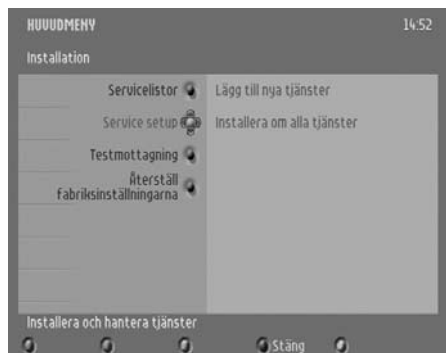 HUVUDMENY 14:52
Installation
Servicelistor Lägg till nya tjänster
Service setup Installera om alla tjänster
Testmottagning
Återställ
fabriksinställningarna
Installera och hantera tjänster
Stäng